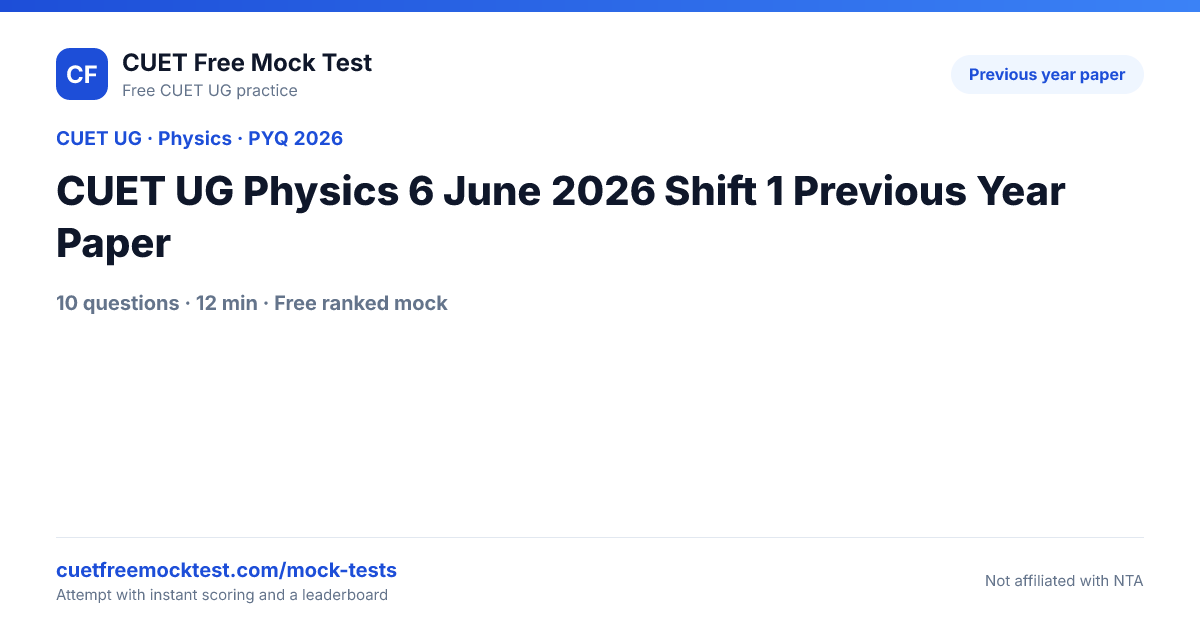 CF
CUET Free Mock Test
Free CUET UG practice
Previous year paper
CUET UG · Physics · PYQ 2026
CUET UG Physics 6 June 2026 Shift 1 Previous Year
Paper
10 questions · 12 min · Free ranked mock
cuetfreemocktest.com/mock-tests
Attempt with instant scoring and a leaderboard
Not affiliated with NTA